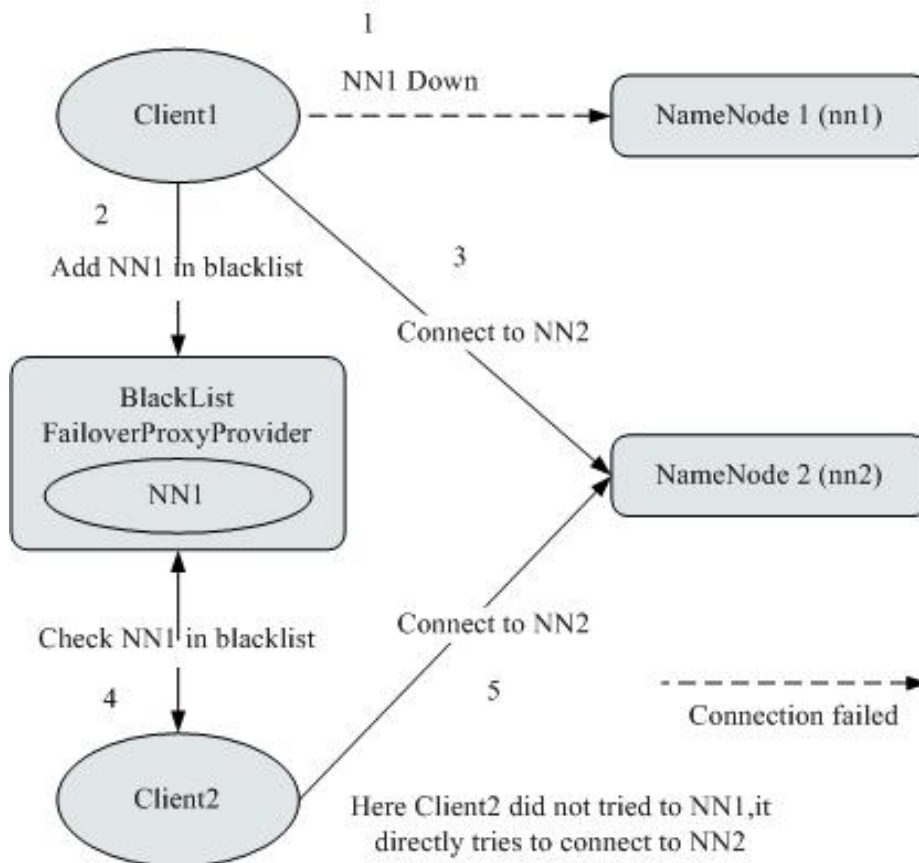 1
NN1 Down
Client1
NameNode 1 (nn1)
2
Add NN1 in blacklist
3
Connect to NN2
BlackList
FailoverProxyProvider
NN1
NameNode 2 (nn2)
Check NN1 in blacklist
Connect to NN2
4
5
Connection failed
Client2
Here Client2 did not tried to NN1,it
directly tries to connect to NN2